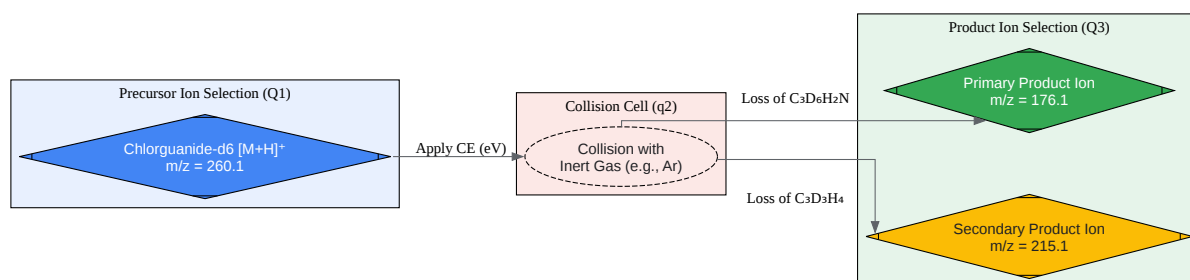 Precursor Ion Selection (Q1)
Chlorguanide-d6 [M+H]⁺
m/z = 260.1
Apply CE (eV)
Collision Cell (q2)
Collision with
Inert Gas (e.g., Ar)
Loss of C₃D₆H₂N
Loss of C₃D₃H₄
Product Ion Selection (Q3)
Primary Product Ion
m/z = 176.1
Secondary Product Ion
m/z = 215.1